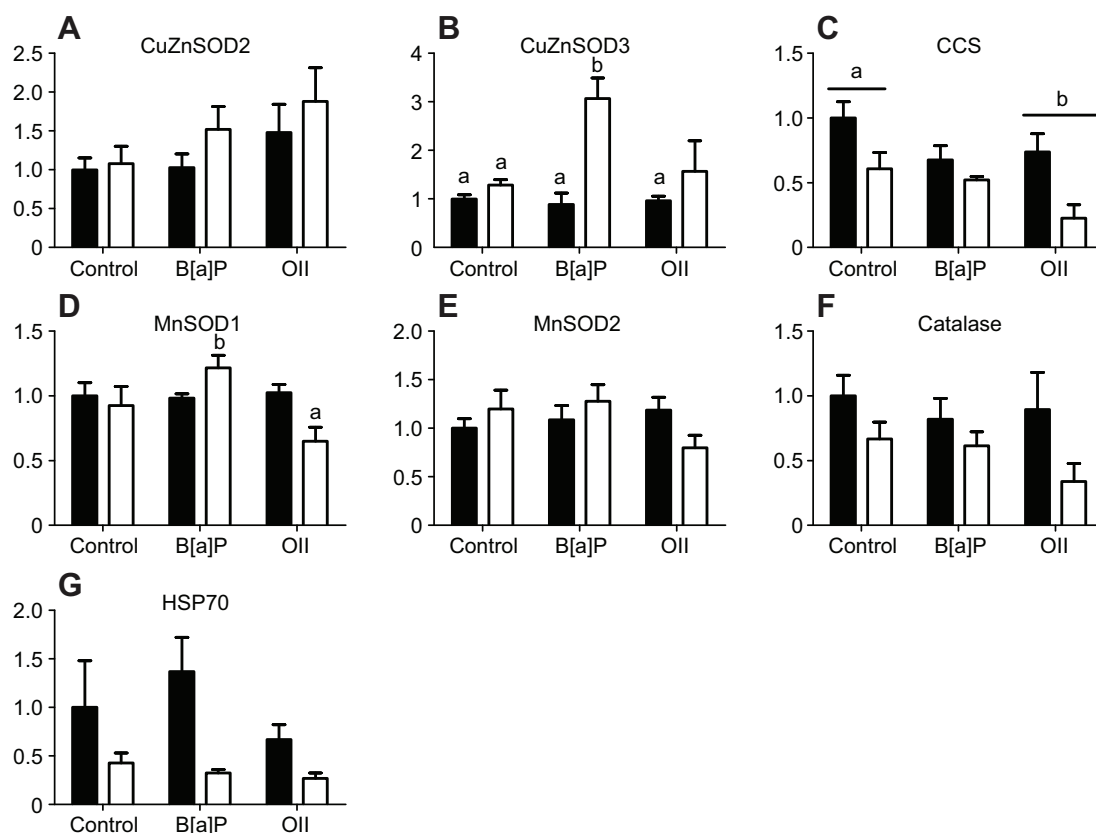 A
CuZnSOD2
2.5
2.0
1.5
1.0
0.5
0
Control B[a]P OII
B
CuZnSOD3
4
3
2
1
0
b
a a a a
Control B[a]P OII
C
CCS
1.5
1.0
0.5
0
a
b
Control B[a]P OII
D
MnSOD1
1.5
1.0
0.5
0
b
a
Control B[a]P OII
E
MnSOD2
2.0
1.5
1.0
0.5
0
Control B[a]P OII
F
Catalase
1.5
1.0
0.5
0
Control B[a]P OII
G
HSP70
2.0
1.5
1.0
0.5
0
Control B[a]P OII